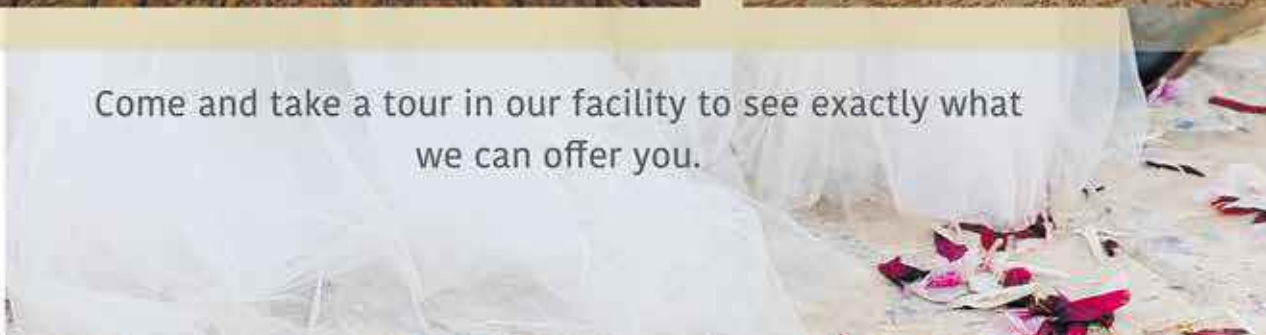 Come and take a tour in our facility to see exactly what
we can offer you.